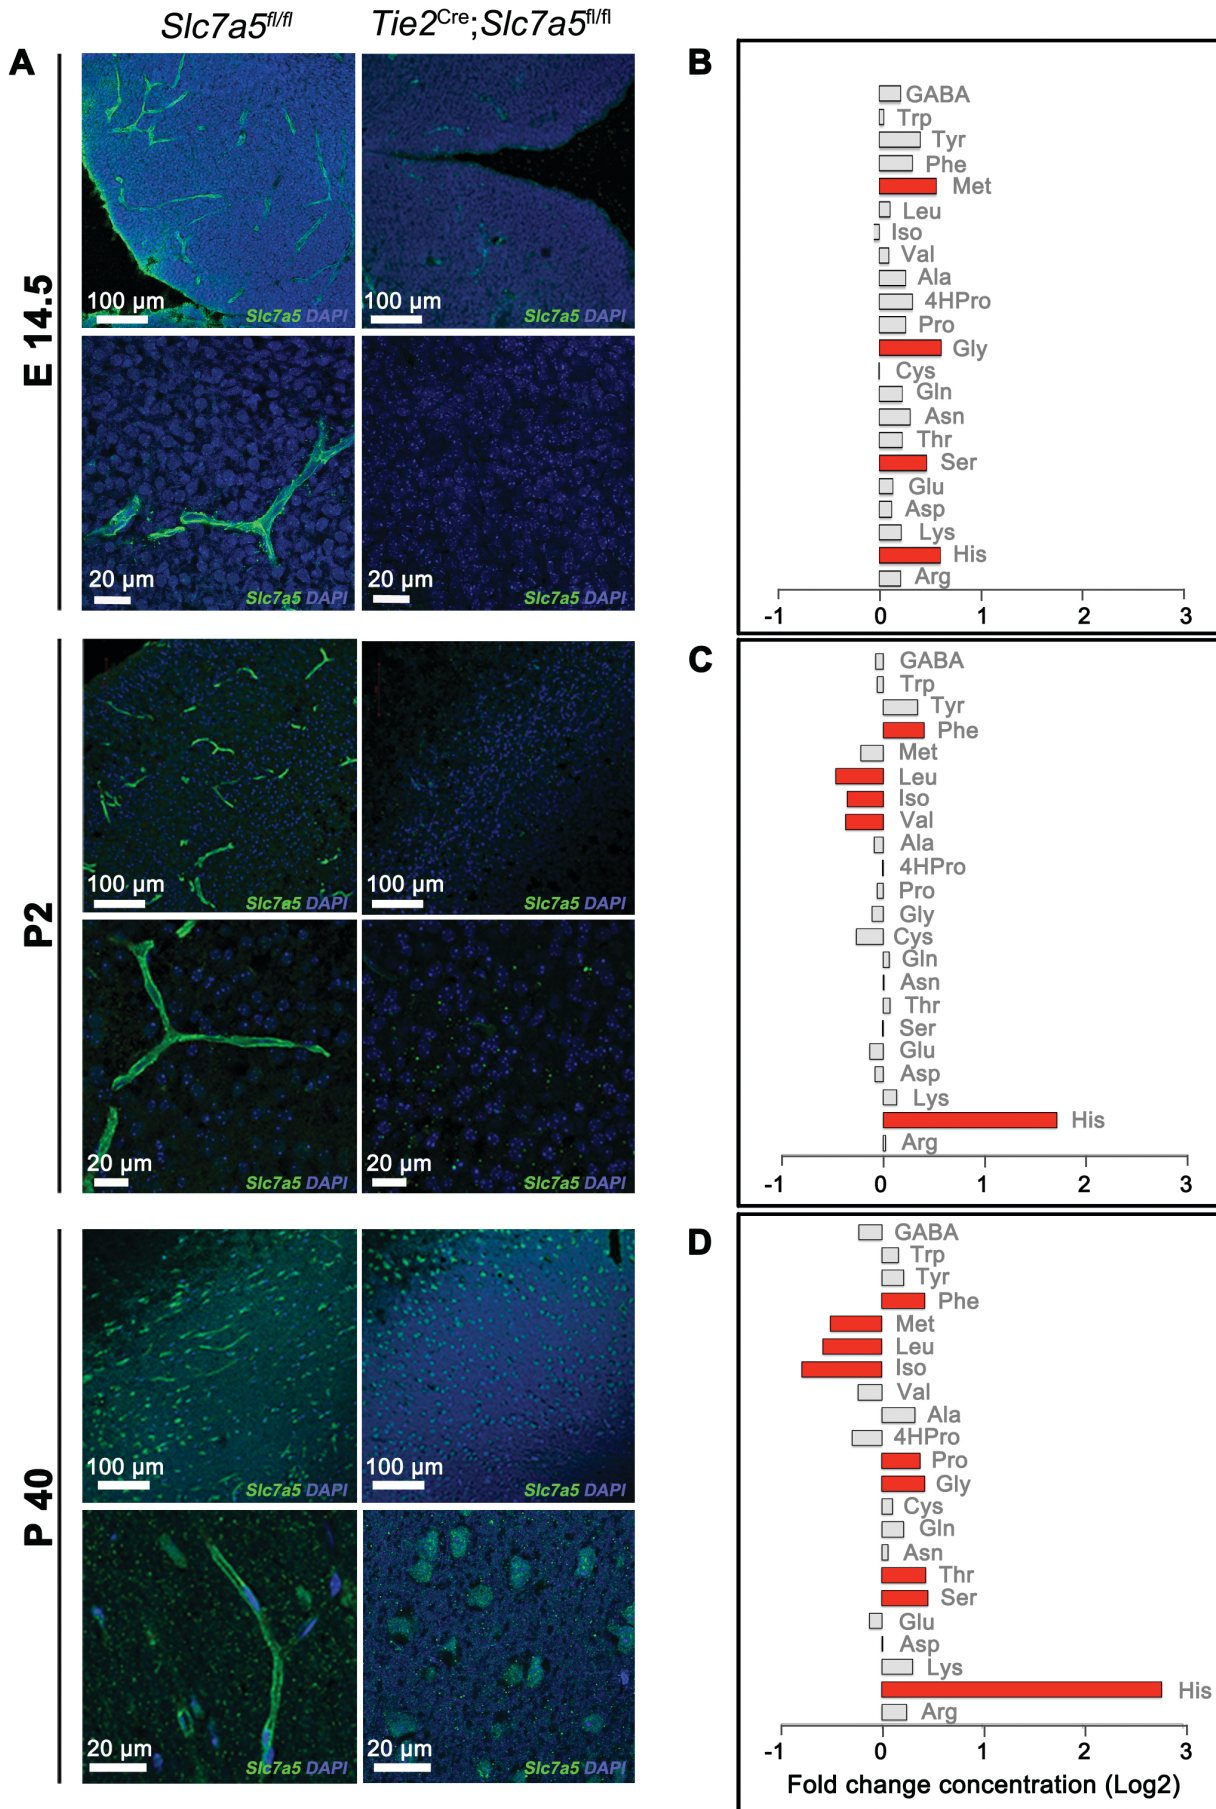 Slc7a5fl/fl
Tie2Cre;Slc7a5fl/fl
A
E 14.5
100 µm
Slc7a5 DAPI
100 µm
Slc7a5 DAPI
20 µm
Slc7a5 DAPI
20 µm
Slc7a5 DAPI
P2
100 µm
Slc7a5 DAPI
100 µm
Slc7a5 DAPI
20 µm
Slc7a5 DAPI
20 µm
Slc7a5 DAPI
P 40
100 µm
Slc7a5 DAPI
100 µm
Slc7a5 DAPI
20 µm
Slc7a5 DAPI
20 µm
Slc7a5 DAPI
B
GABA
Trp
Tyr
Phe
Met
Leu
Iso
Val
Ala
4HPro
Pro
Gly
Cys
Gln
Asn
Thr
Ser
Glu
Asp
Lys
His
Arg
-1 0 1 2 3
C
GABA
Trp
Tyr
Phe
Met
Leu
Iso
Val
Ala
4HPro
Pro
Gly
Cys
Gln
Asn
Thr
Ser
Glu
Asp
Lys
His
Arg
-1 0 1 2 3
D
GABA
Trp
Tyr
Phe
Met
Leu
Iso
Val
Ala
4HPro
Pro
Gly
Cys
Gln
Asn
Thr
Ser
Glu
Asp
Lys
His
Arg
-1 0 1 2 3
Fold change concentration (Log2)